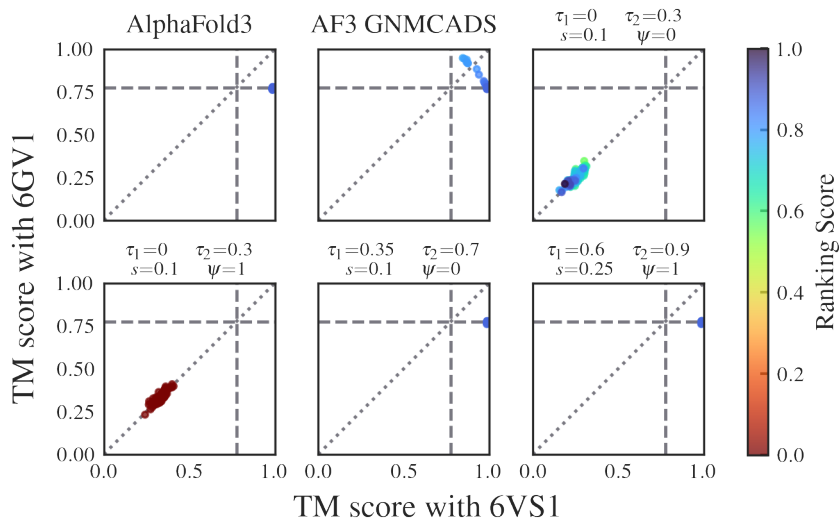 AlphaFold3
AF3 GNMCADS
τ1=0 τ2=0.3
s=0.1 ψ=0
1.00
0.75
0.50
0.25
0.00
τ1=0 τ2=0.3
s=0.1 ψ=1
τ1=0.35 τ2=0.7
s=0.1 ψ=0
τ1=0.6 τ2=0.9
s=0.25 ψ=1
1.00
0.75
0.50
0.25
0.00
0.0 0.5 1.0
0.0 0.5 1.0
0.0 0.5 1.0
TM score with 6GV1
TM score with 6VS1
1.0
0.8
0.6
0.4
0.2
0.0
Ranking Score